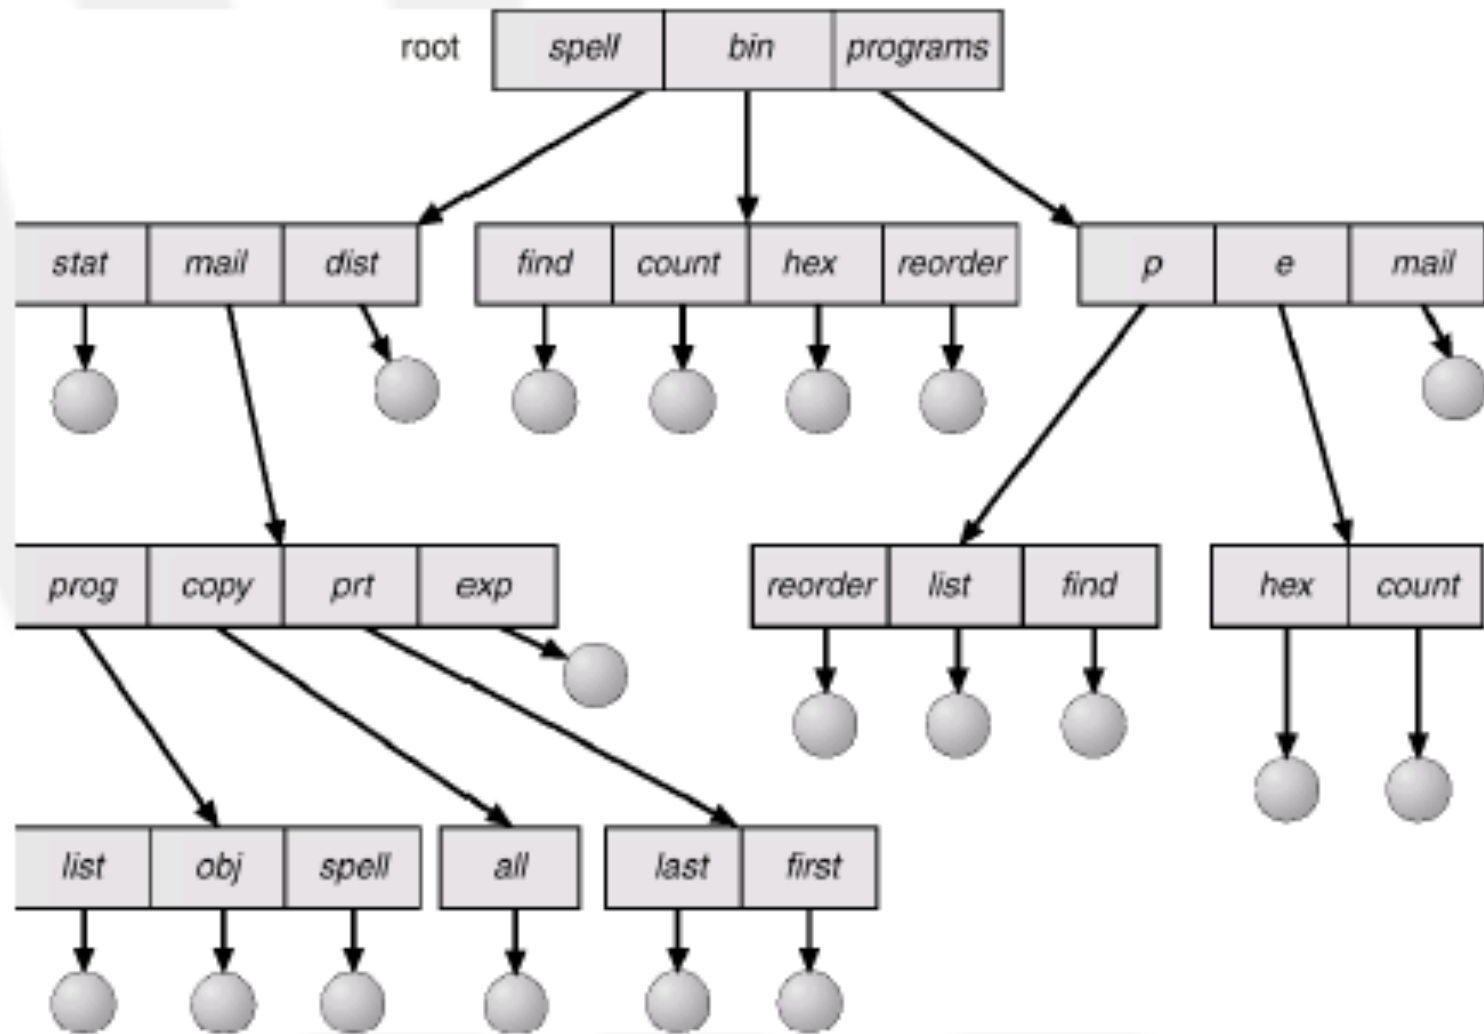 root spell bin programs
stat mail dist find count hex reorder p e mail
prog copy prt exp reorder list find hex count
list obj spell all last first